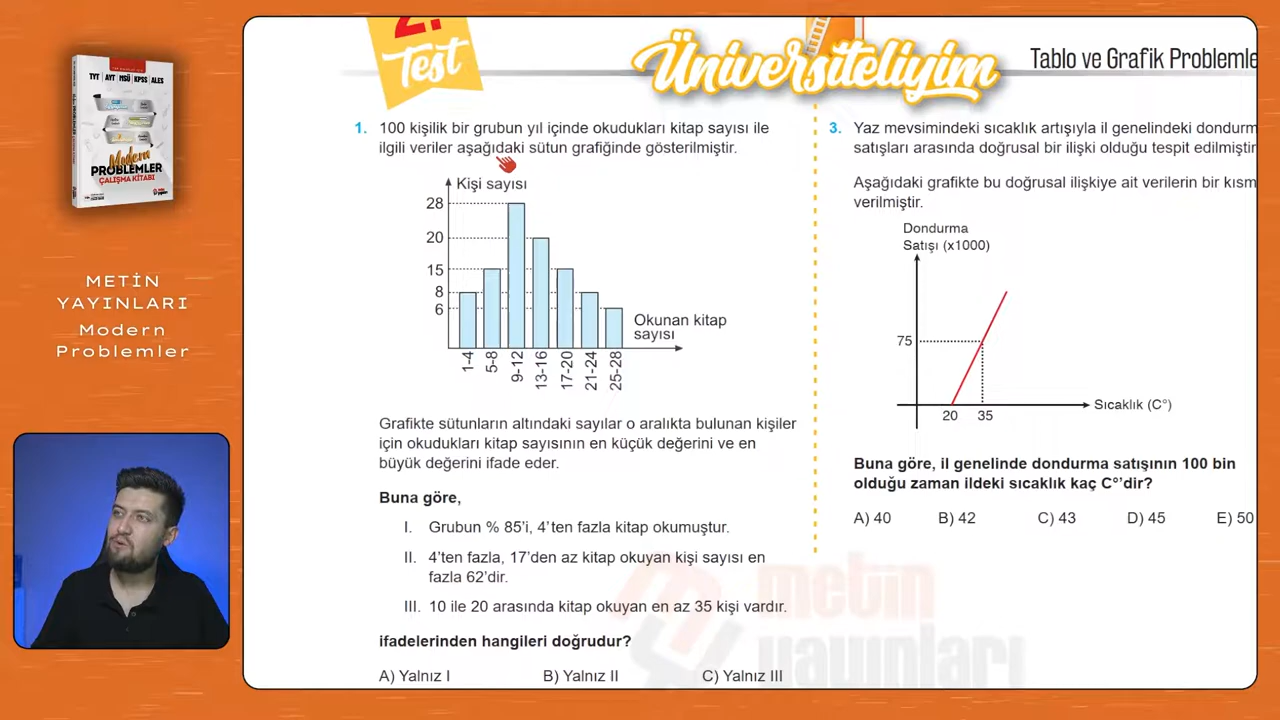 TYT AYT MSÜ KPSS ALES
Modern
PROBLEMLER
ÇALIŞMA KİTABI
METİN
YAYINLARI
Modern
Problemler
2.
Test
Üniversiteliyim
Tablo ve Grafik Problemle
1. 100 kişilik bir grubun yıl içinde okudukları kitap sayısı ile
ilgili veriler aşağıdaki sütun grafiğinde gösterilmiştir.
Kişi sayısı
28
20
15
8
6
Okunan kitap
sayısı
1-4
5-8
9-12
13-16
17-20
21-24
25-28
Grafikte sütunların altındaki sayılar o aralıkta bulunan kişiler
için okudukları kitap sayısının en küçük değerini ve en
büyük değerini ifade eder.
Buna göre,
I. Grubun % 85'i, 4'ten fazla kitap okumuştur.
II. 4'ten fazla, 17'den az kitap okuyan kişi sayısı en
fazla 62'dir.
III. 10 ile 20 arasında kitap okuyan en az 35 kişi vardır.
ifadelerinden hangileri doğrudur?
A) Yalnız I B) Yalnız II C) Yalnız III
3. Yaz mevsimindeki sıcaklık artışıyla il genelindeki dondurm
satışları arasında doğrusal bir ilişki olduğu tespit edilmiştir
Aşağıdaki grafikte bu doğrusal ilişkiye ait verilerin bir kısm
verilmiştir.
Dondurma
Satışı (x1000)
75
20 35
Sıcaklık (C°)
Buna göre, il genelinde dondurma satışının 100 bin
olduğu zaman ildeki sıcaklık kaç C°'dir?
A) 40 B) 42 C) 43 D) 45 E) 50
metin
yayınları